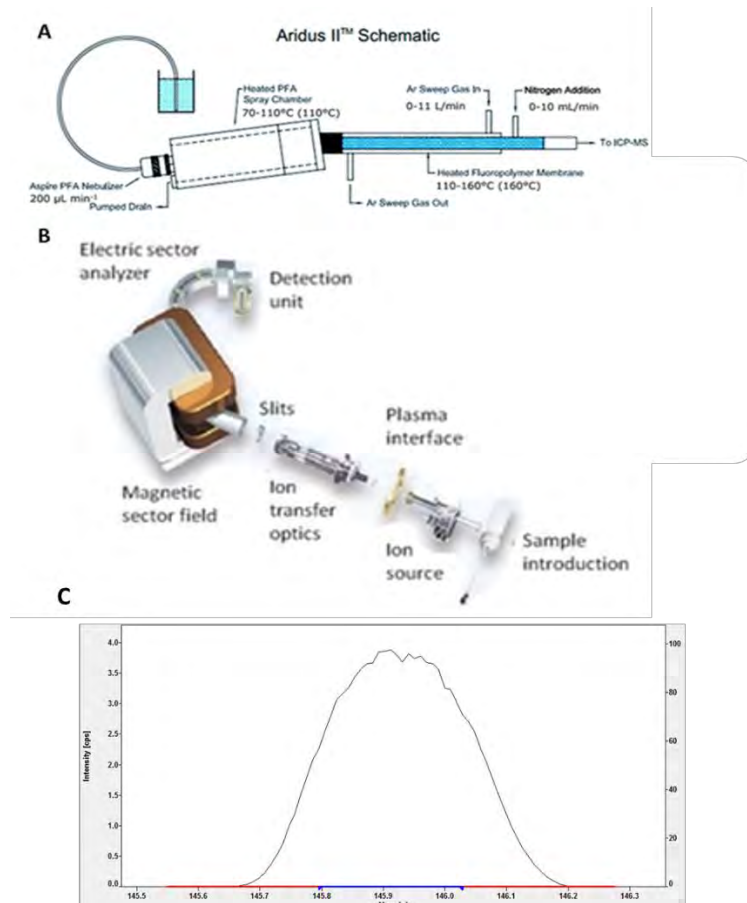 A
Aridus II™ Schematic
Heated PFA
Spray Chamber
70-110°C (110°C)
Ar Sweep Gas In
0-11 L/min
Nitrogen Addition
0-10 mL/min
To ICP-MS
Aspire PFA Nebulizer
200 µL min⁻¹
Pumped Drain
Heated Fluoropolymer Membrane
110-160°C (160°C)
Ar Sweep Gas Out
B
Electric sector
analyzer
Detection
unit
Slits
Plasma
interface
Magnetic
sector field
Ion
transfer
optics
Ion
source
Sample
introduction
C
Intensity [cps]
4.0
3.5
3.0
2.5
2.0
1.5
1.0
0.5
0.0
100
80
60
40
20
0
145.5 145.6 145.7 145.8 145.9 146.0 146.1 146.2 146.3